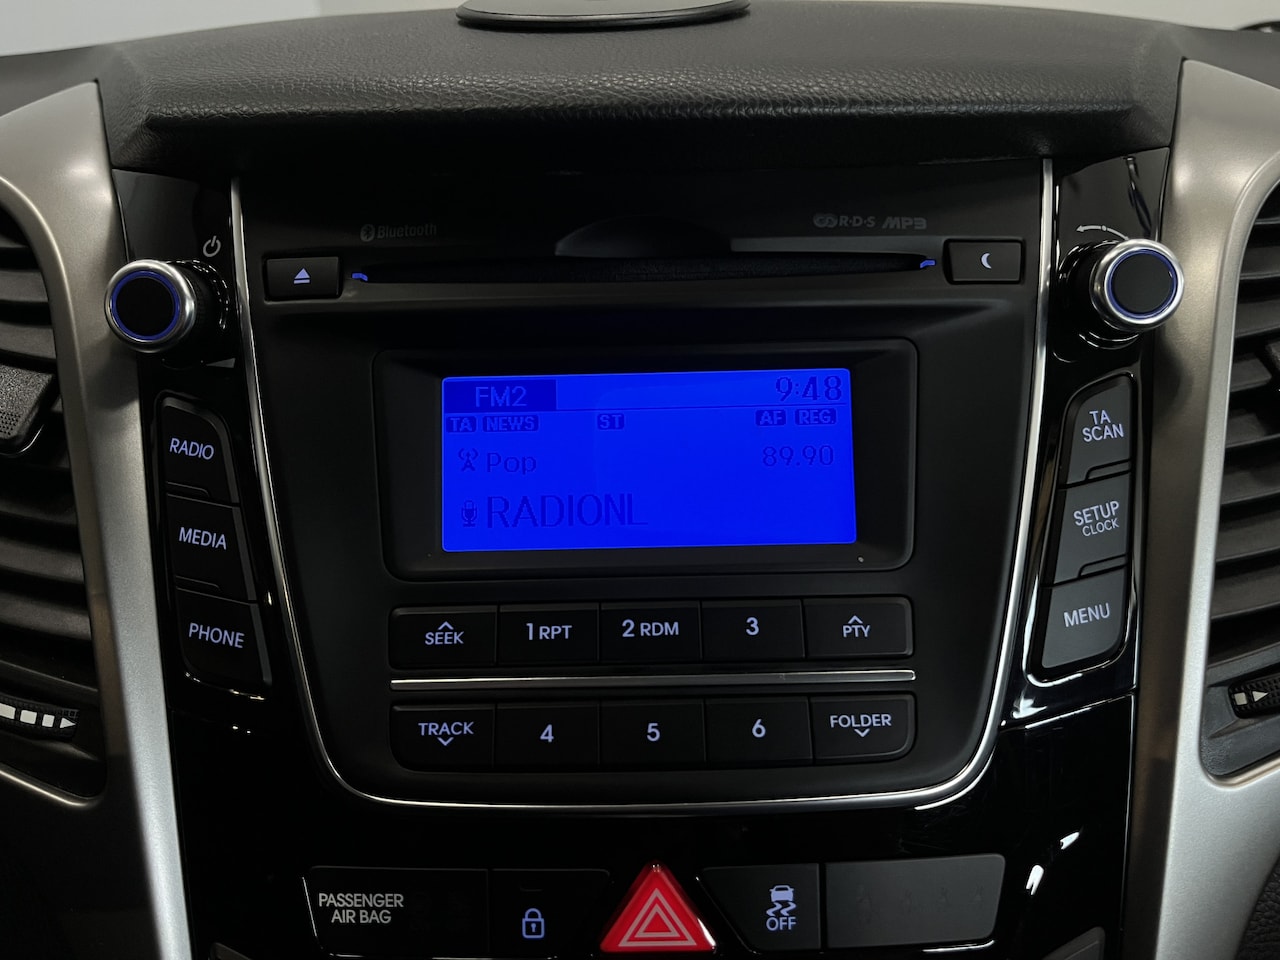 Bluetooth
R·D·S MP3
FM2 9:48
TA NEWS ST AF REG.
Pop 89.90
RADIONL
RADIO
MEDIA
PHONE
TA
SCAN
SETUP
CLOCK
MENU
SEEK 1 RPT 2 RDM 3 PTY
TRACK 4 5 6 FOLDER
PASSENGER
AIR BAG
OFF